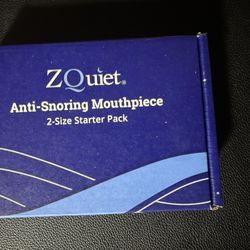 ZQuiet®
Anti-Snoring Mouthpiece
2-Size Starter Pack